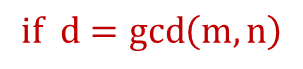 if d = gcd(m, n)